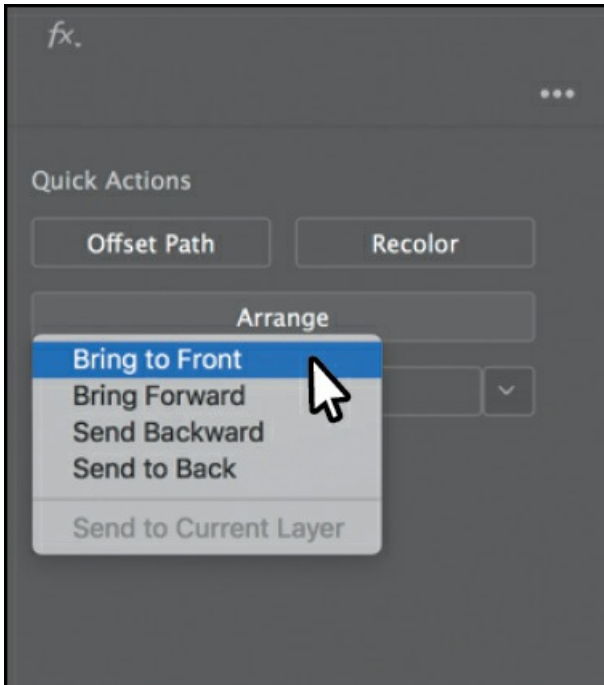 fx.
Quick Actions
Offset Path Recolor
Arrange
Bring to Front
Bring Forward
Send Backward
Send to Back
Send to Current Layer